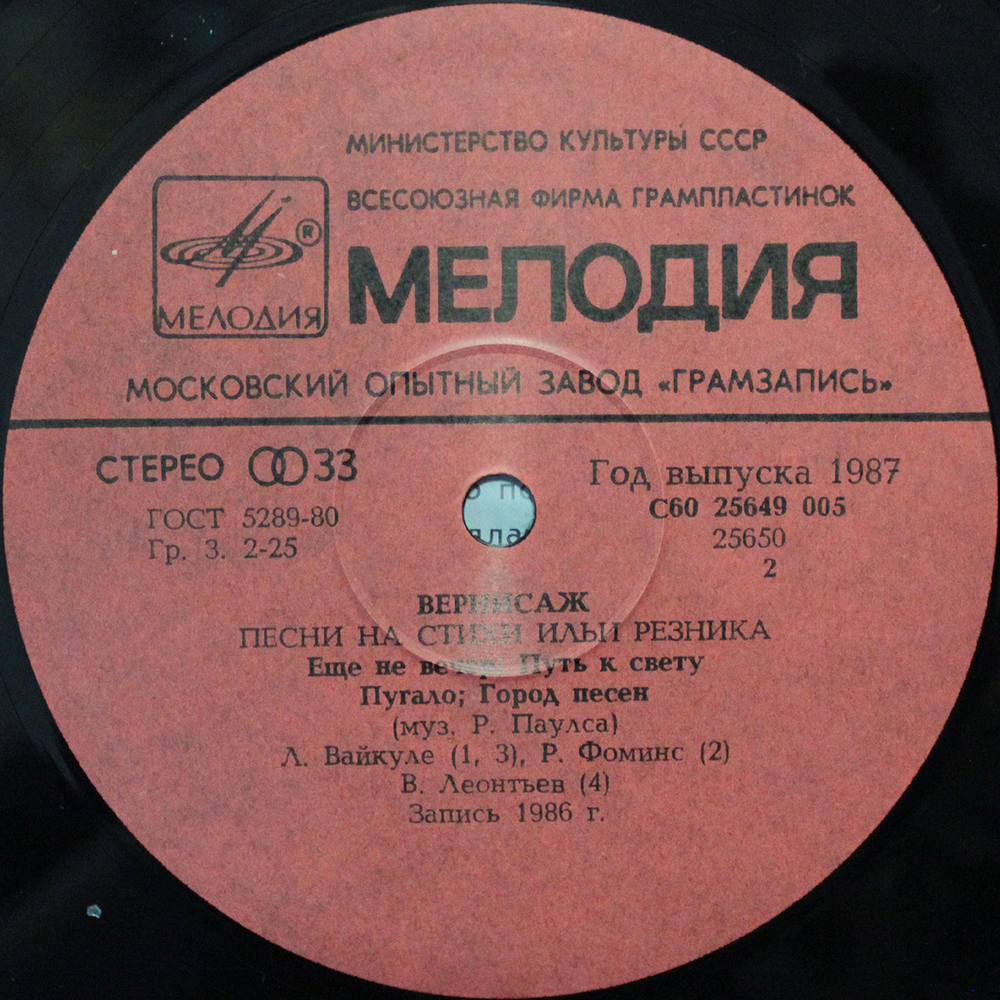 МИНИСТЕРСТВО КУЛЬТУРЫ СССР
ВСЕСОЮЗНАЯ ФИРМА ГРАМПЛАСТИНОК
МЕЛОДИЯ ®
МЕЛОДИЯ
МОСКОВСКИЙ ОПЫТНЫЙ ЗАВОД «ГРАМЗАПИСЬ»
СТЕРЕО 33
Год выпуска 1987
ГОСТ 5289-80
С60 25649 005
Гр. 3. 2-25
25650
2
ВЕРНИСАЖ
ПЕСНИ НА СТИХИ ИЛЬИ РЕЗНИКА
Еще не вечер; Путь к свету
Пугало; Город песен
(муз. Р. Паулса)
Л. Вайкуле (1, 3), Р. Фоминс (2)
В. Леонтьев (4)
Запись 1986 г.